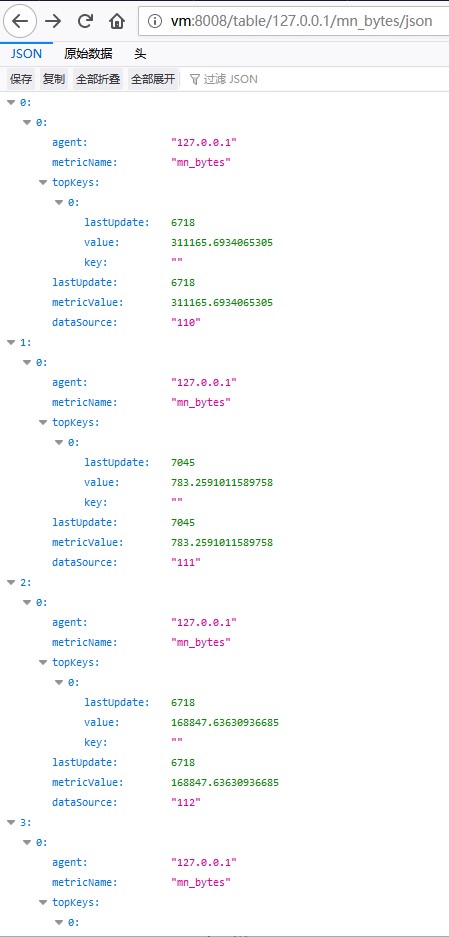 vm:8008/table/127.0.0.1/mn_bytes/json
JSON 原始数据 头
保存 复制 全部折叠 全部展开 过滤 JSON
0:
0:
agent: "127.0.0.1"
metricName: "mn_bytes"
topKeys:
0:
lastUpdate: 6718
value: 311165.6934065305
key: ""
lastUpdate: 6718
metricValue: 311165.6934065305
dataSource: "110"
1:
0:
agent: "127.0.0.1"
metricName: "mn_bytes"
topKeys:
0:
lastUpdate: 7045
value: 783.2591011589758
key: ""
lastUpdate: 7045
metricValue: 783.2591011589758
dataSource: "111"
2:
0:
agent: "127.0.0.1"
metricName: "mn_bytes"
topKeys:
0:
lastUpdate: 6718
value: 168847.63630936685
key: ""
lastUpdate: 6718
metricValue: 168847.63630936685
dataSource: "112"
3:
0:
agent: "127.0.0.1"
metricName: "mn_bytes"
topKeys:
0: